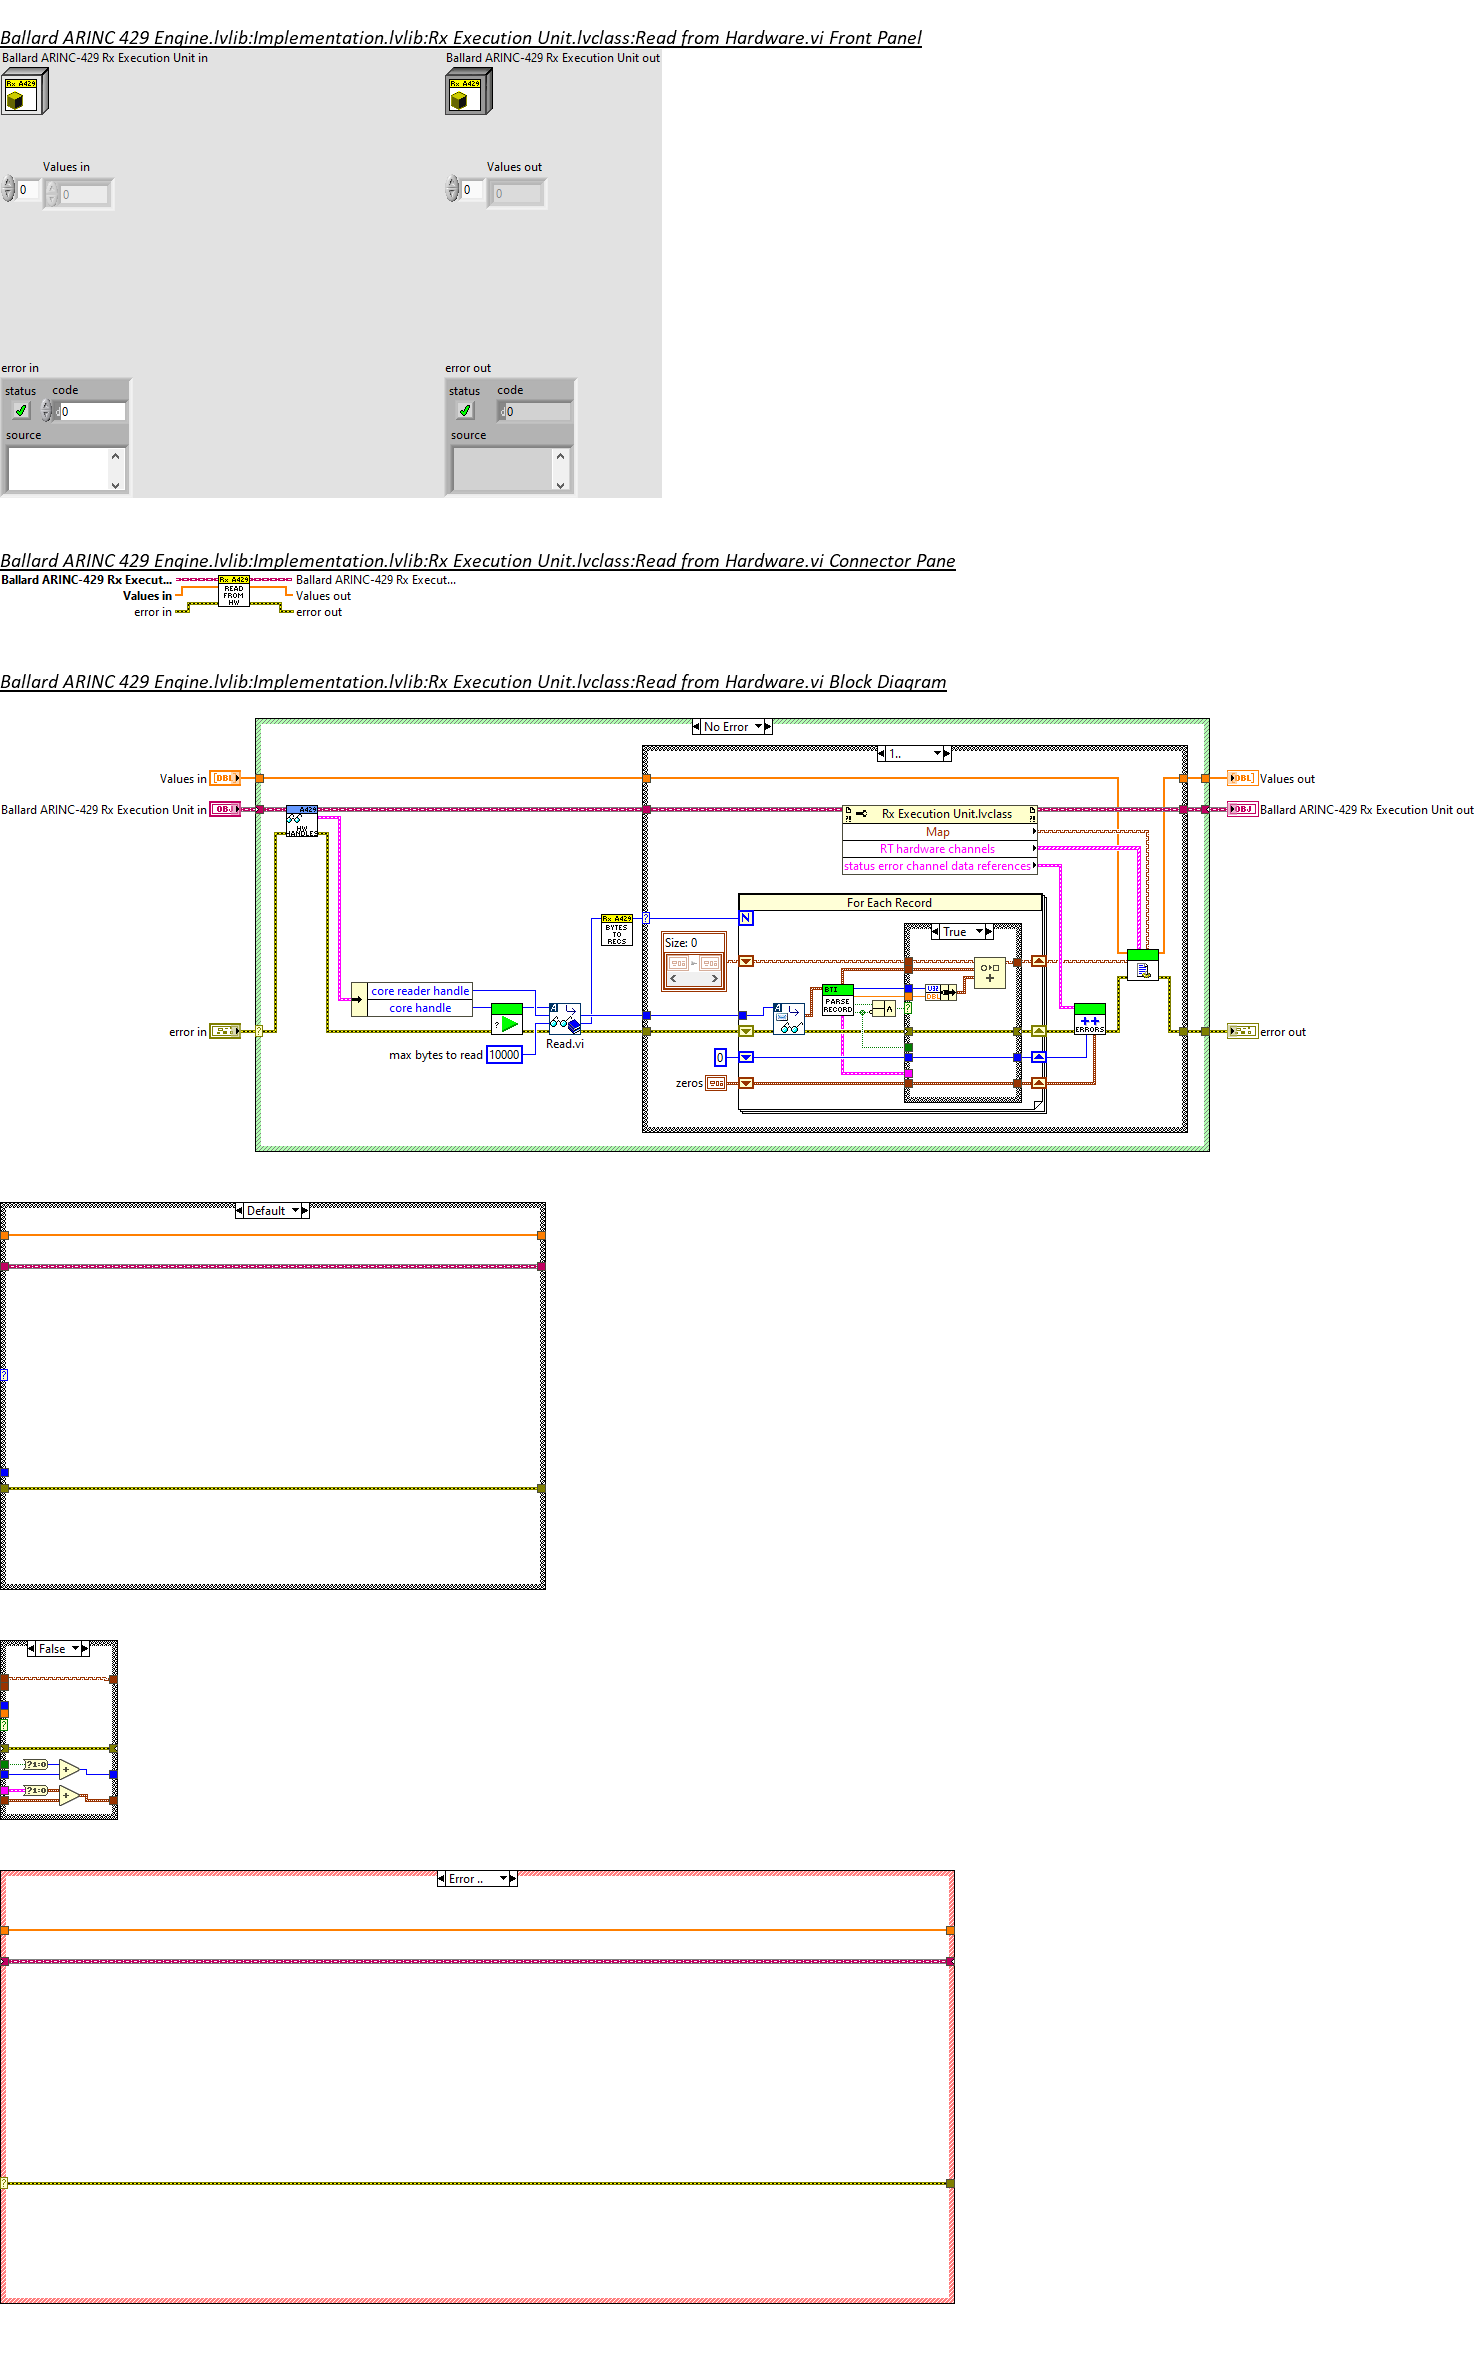 Ballard ARINC 429 Engine.lvlib:Implementation.lvlib:Rx Execution Unit.lvclass:Read from Hardware.vi Front Panel
Ballard ARINC-429 Rx Execution Unit in
Ballard ARINC-429 Rx Execution Unit out
Rx A429
Rx A429
Values in
Values out
0
0
0
0
error in
error out
status code
status code
d 0
d 0
source
source
Ballard ARINC 429 Engine.lvlib:Implementation.lvlib:Rx Execution Unit.lvclass:Read from Hardware.vi Connector Pane
Ballard ARINC-429 Rx Execut...
Rx A429
READ
FROM
HW
Ballard ARINC-429 Rx Execut...
Values in
Values out
error in
error out
Ballard ARINC 429 Engine.lvlib:Implementation.lvlib:Rx Execution Unit.lvclass:Read from Hardware.vi Block Diagram
No Error
1..
Values in
DBL
DBL
Values out
Ballard ARINC-429 Rx Execution Unit in
OBJ
A429
HW
HANDLES
Rx Execution Unit.lvclass
Map
RT hardware channels
status error channel data references
OBJ
Ballard ARINC-429 Rx Execution Unit out
For Each Record
Rx A429
BYTES
TO
RECS
?
N
True
Size: 0
core reader handle
core handle
?
Read.vi
max bytes to read
10000
BTI
PARSE
RECORD
U32
DBL
?
++
ERRORS
error in
?
error out
0
zeros
Default
?
False
?
?1:0
+
?1:0
+
Error ..
?